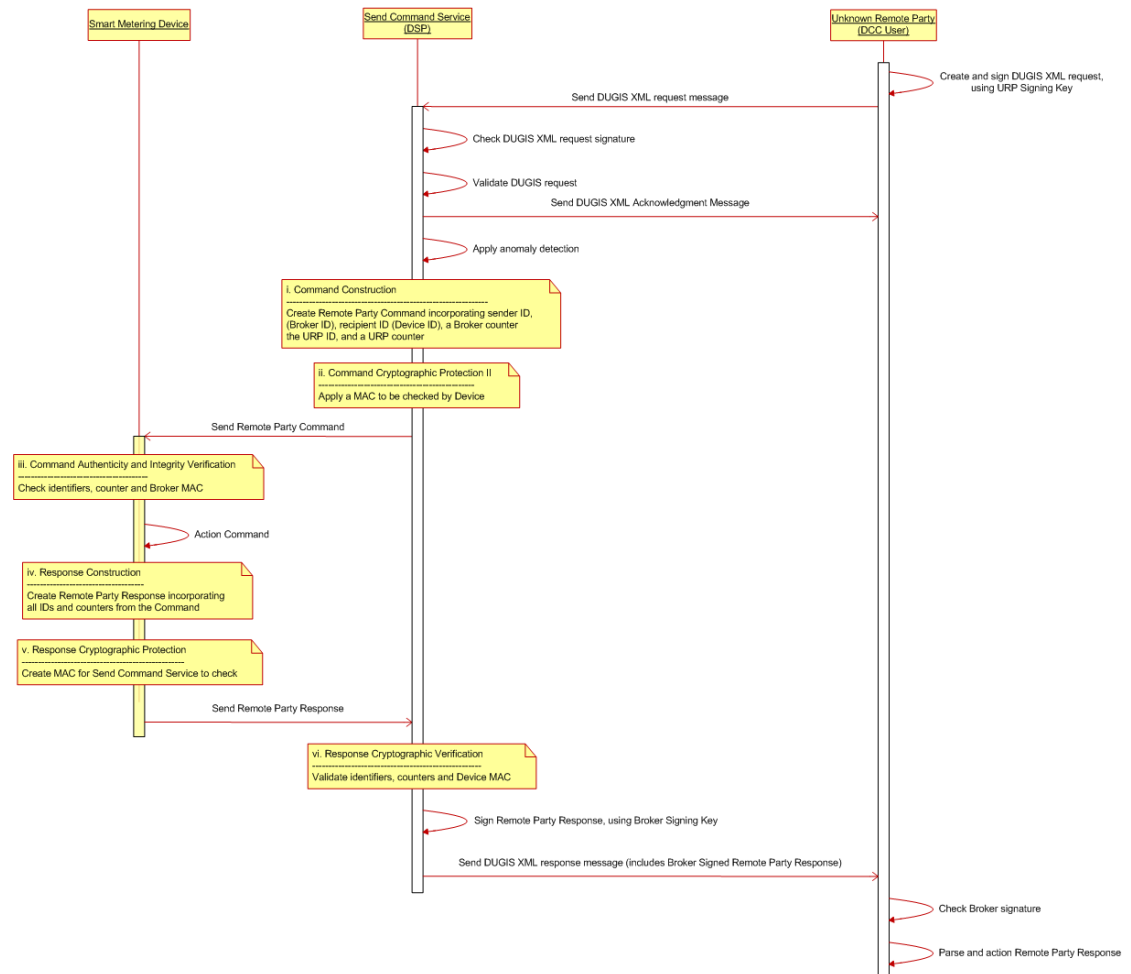 Smart Metering Device
Send Command Service
(DSP)
Unknown Remote Party
(DCC User)
Create and sign DUGIS XML request,
using URP Signing Key
Send DUGIS XML request message
Check DUGIS XML request signature
Validate DUGIS request
Send DUGIS XML Acknowledgment Message
Apply anomaly detection
i. Command Construction
Create Remote Party Command incorporating sender ID,
(Broker ID), recipient ID (Device ID), a Broker counter
the URP ID, and a URP counter
ii. Command Cryptographic Protection II
Apply a MAC to be checked by Device
Send Remote Party Command
iii. Command Authenticity and Integrity Verification
Check identifiers, counter and Broker MAC
Action Command
iv. Response Construction
Create Remote Party Response incorporating
all IDs and counters from the Command
v. Response Cryptographic Protection
Create MAC for Send Command Service to check
Send Remote Party Response
vi. Response Cryptographic Verification
Validate identifiers, counters and Device MAC
Sign Remote Party Response, using Broker Signing Key
Send DUGIS XML response message (includes Broker Signed Remote Party Response)
Check Broker signature
Parse and action Remote Party Response